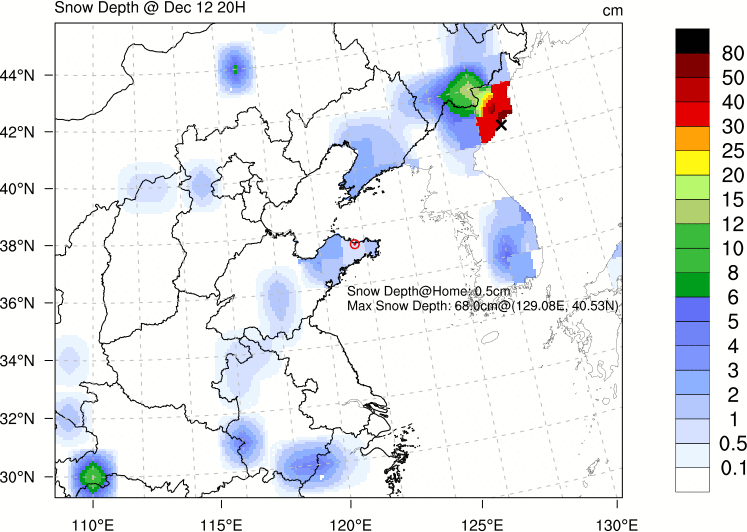 Snow Depth @ Dec 12 20H
cm
44°N
42°N
40°N
38°N
36°N
34°N
32°N
30°N
110°E
115°E
120°E
125°E
130°E
Snow Depth@Home: 0.5cm
Max Snow Depth: 68.0cm@(129.08E, 40.53N)
80
50
40
30
25
20
15
12
10
8
6
5
4
3
2
1
0.5
0.1